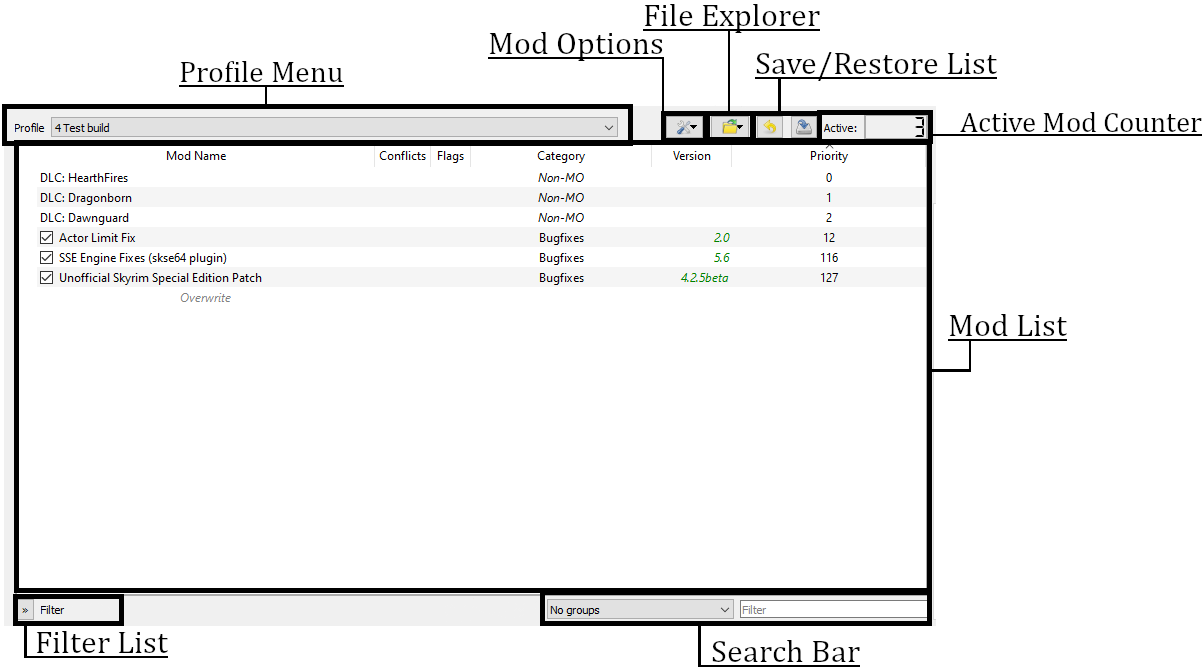 File Explorer
Mod Options
Save/Restore List
Profile Menu
Active Mod Counter
Profile 4 Test build Active: 3
Mod Name Conflicts Flags Category Version Priority
DLC: HearthFires Non-MO 0
DLC: Dragonborn Non-MO 1
DLC: Dawnguard Non-MO 2
Actor Limit Fix Bugfixes 2.0 12
SSE Engine Fixes (skse64 plugin) Bugfixes 5.6 116
Unofficial Skyrim Special Edition Patch Bugfixes 4.2.5beta 127
Overwrite
Mod List
» Filter No groups Filter
Filter List
Search Bar